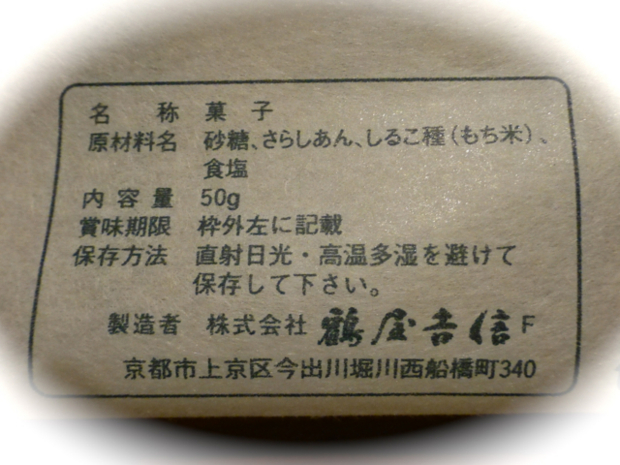 名称 菓子
原材料名 砂糖、さらしあん、しるこ種(もち米)、
食塩
内容量 50g
賞味期限 枠外左に記載
保存方法 直射日光・高温多湿を避けて
保存して下さい。
製造者 株式会社 鶴屋吉信 F
京都市上京区今出川堀川西船橋町340